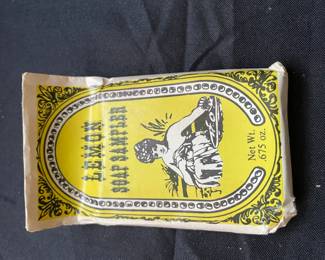 LEMON
SOAP SAMPLER
Net Wt.
.675 oz.